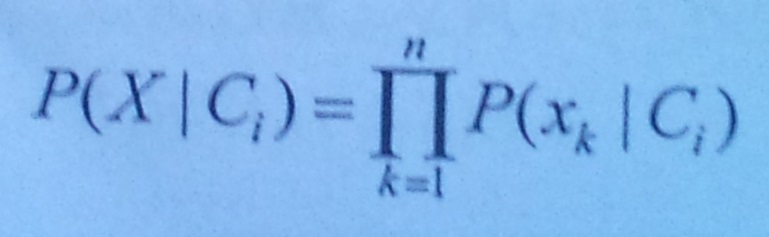 P(X | C_i) = ∏_{k=1}^{n} P(x_k | C_i)